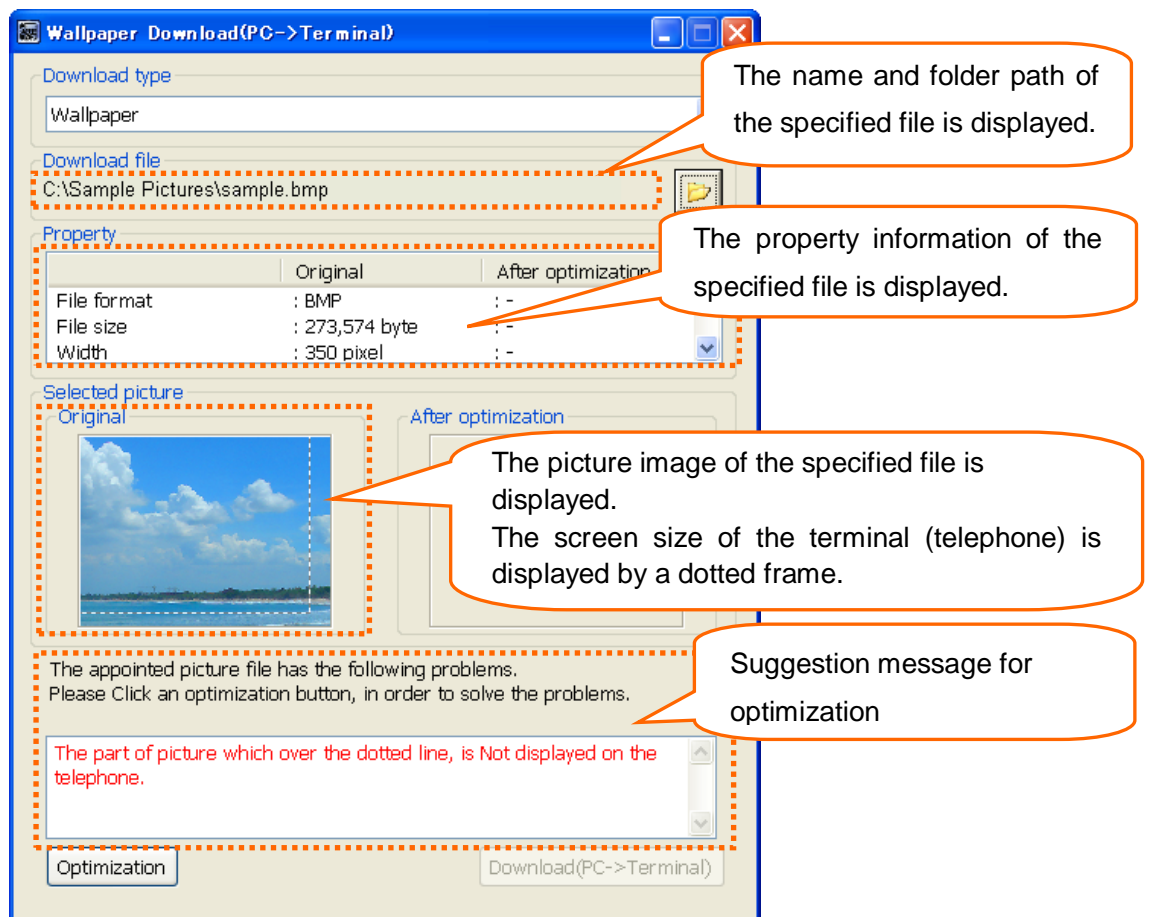 Wallpaper Download(PC->Terminal)
Download type
Wallpaper
The name and folder path of
the specified file is displayed.
Download file
C:\Sample Pictures\sample.bmp
Property
The property information of the
specified file is displayed.
Original After optimization
File format : BMP : -
File size : 273,574 byte : -
Width : 350 pixel : -
Selected picture
Original After optimization
The picture image of the specified file is
displayed.
The screen size of the terminal (telephone) is
displayed by a dotted frame.
The appointed picture file has the following problems.
Please Click an optimization button, in order to solve the problems.
Suggestion message for
optimization
The part of picture which over the dotted line, is Not displayed on the
telephone.
Optimization Download(PC->Terminal)